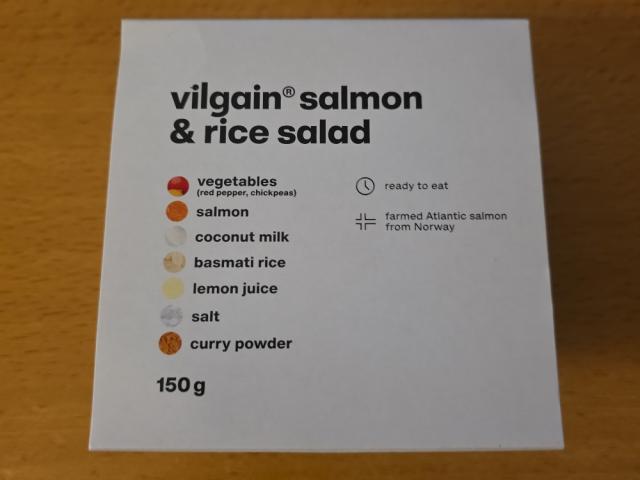 vilgain® salmon
& rice salad
vegetables
(red pepper, chickpeas)
salmon
coconut milk
basmati rice
lemon juice
salt
curry powder
150 g
ready to eat
farmed Atlantic salmon
from Norway